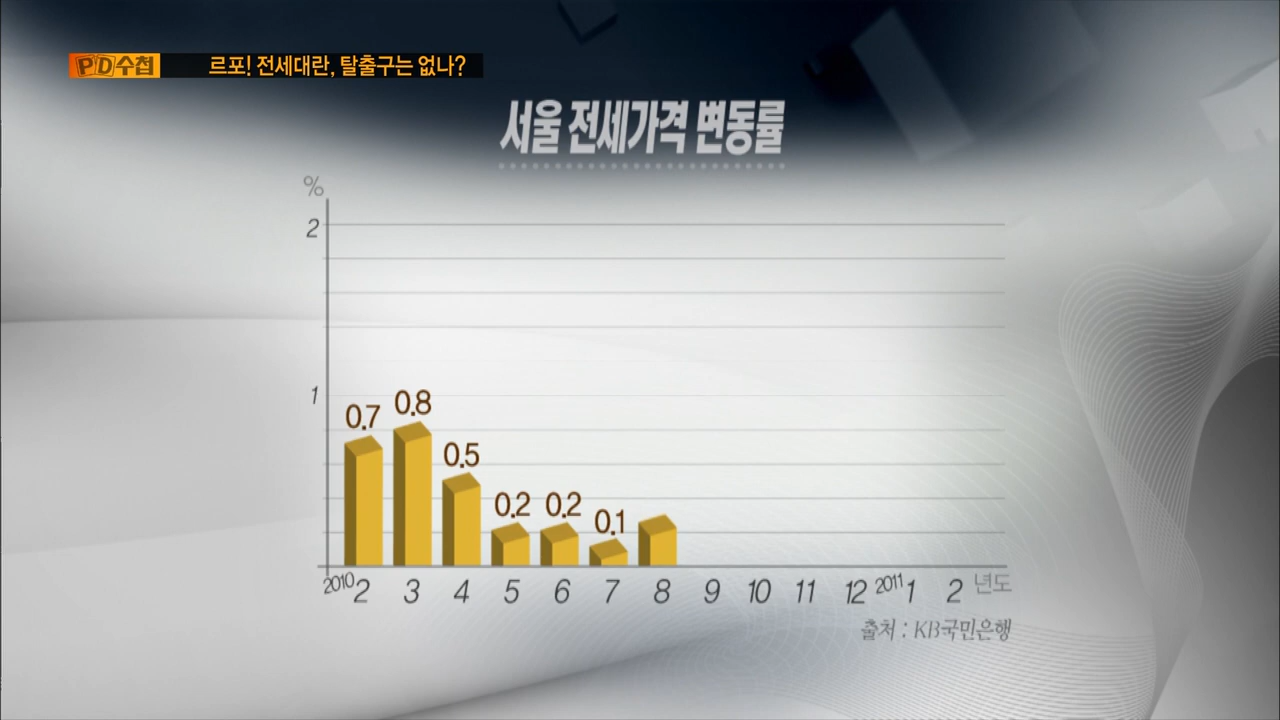 PD수첩 르포! 전세대란, 탈출구는 없나?
서울 전세가격 변동률
%
2
1
0.7 0.8 0.5 0.2 0.2 0.1
2010 2 3 4 5 6 7 8 9 10 11 12 2011 1 2 년도
출처 : KB국민은행